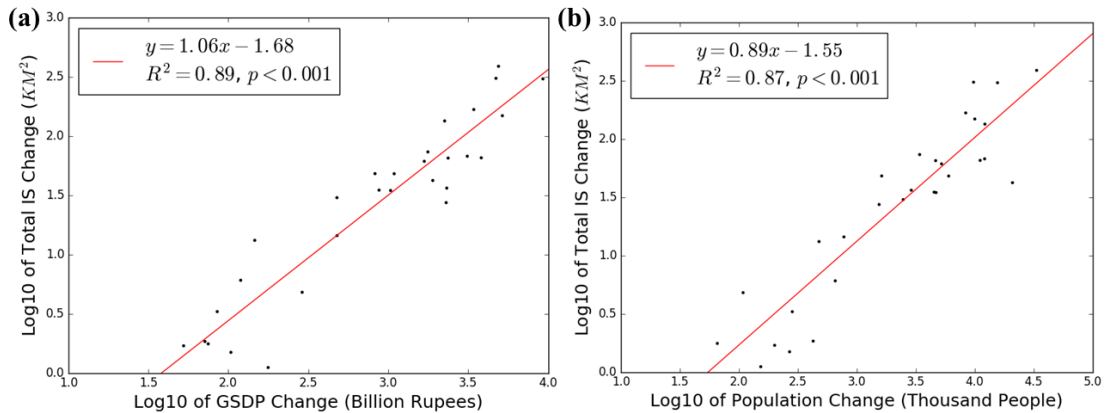 (a)
y = 1.06x − 1.68
R² = 0.89, p < 0.001
Log10 of Total IS Change (KM²)
3.0
2.5
2.0
1.5
1.0
0.5
0.0
1.0 1.5 2.0 2.5 3.0 3.5 4.0
Log10 of GSDP Change (Billion Rupees)
(b)
y = 0.89x − 1.55
R² = 0.87, p < 0.001
Log10 of Total IS Change (KM²)
3.0
2.5
2.0
1.5
1.0
0.5
0.0
1.0 1.5 2.0 2.5 3.0 3.5 4.0 4.5 5.0
Log10 of Population Change (Thousand People)